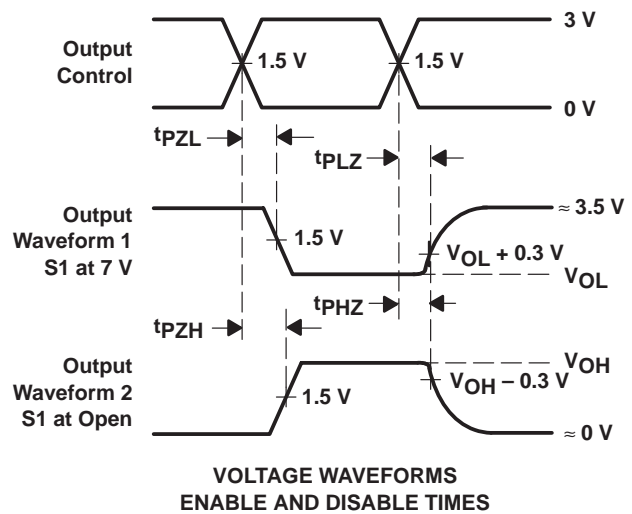 3 V
Output
Control
1.5 V
1.5 V
0 V
tPZL
tPLZ
Output
Waveform 1
S1 at 7 V
≈ 3.5 V
1.5 V
VOL + 0.3 V
VOL
tPZH
tPHZ
Output
Waveform 2
S1 at Open
VOH
1.5 V
VOH – 0.3 V
≈ 0 V
VOLTAGE WAVEFORMS
ENABLE AND DISABLE TIMES